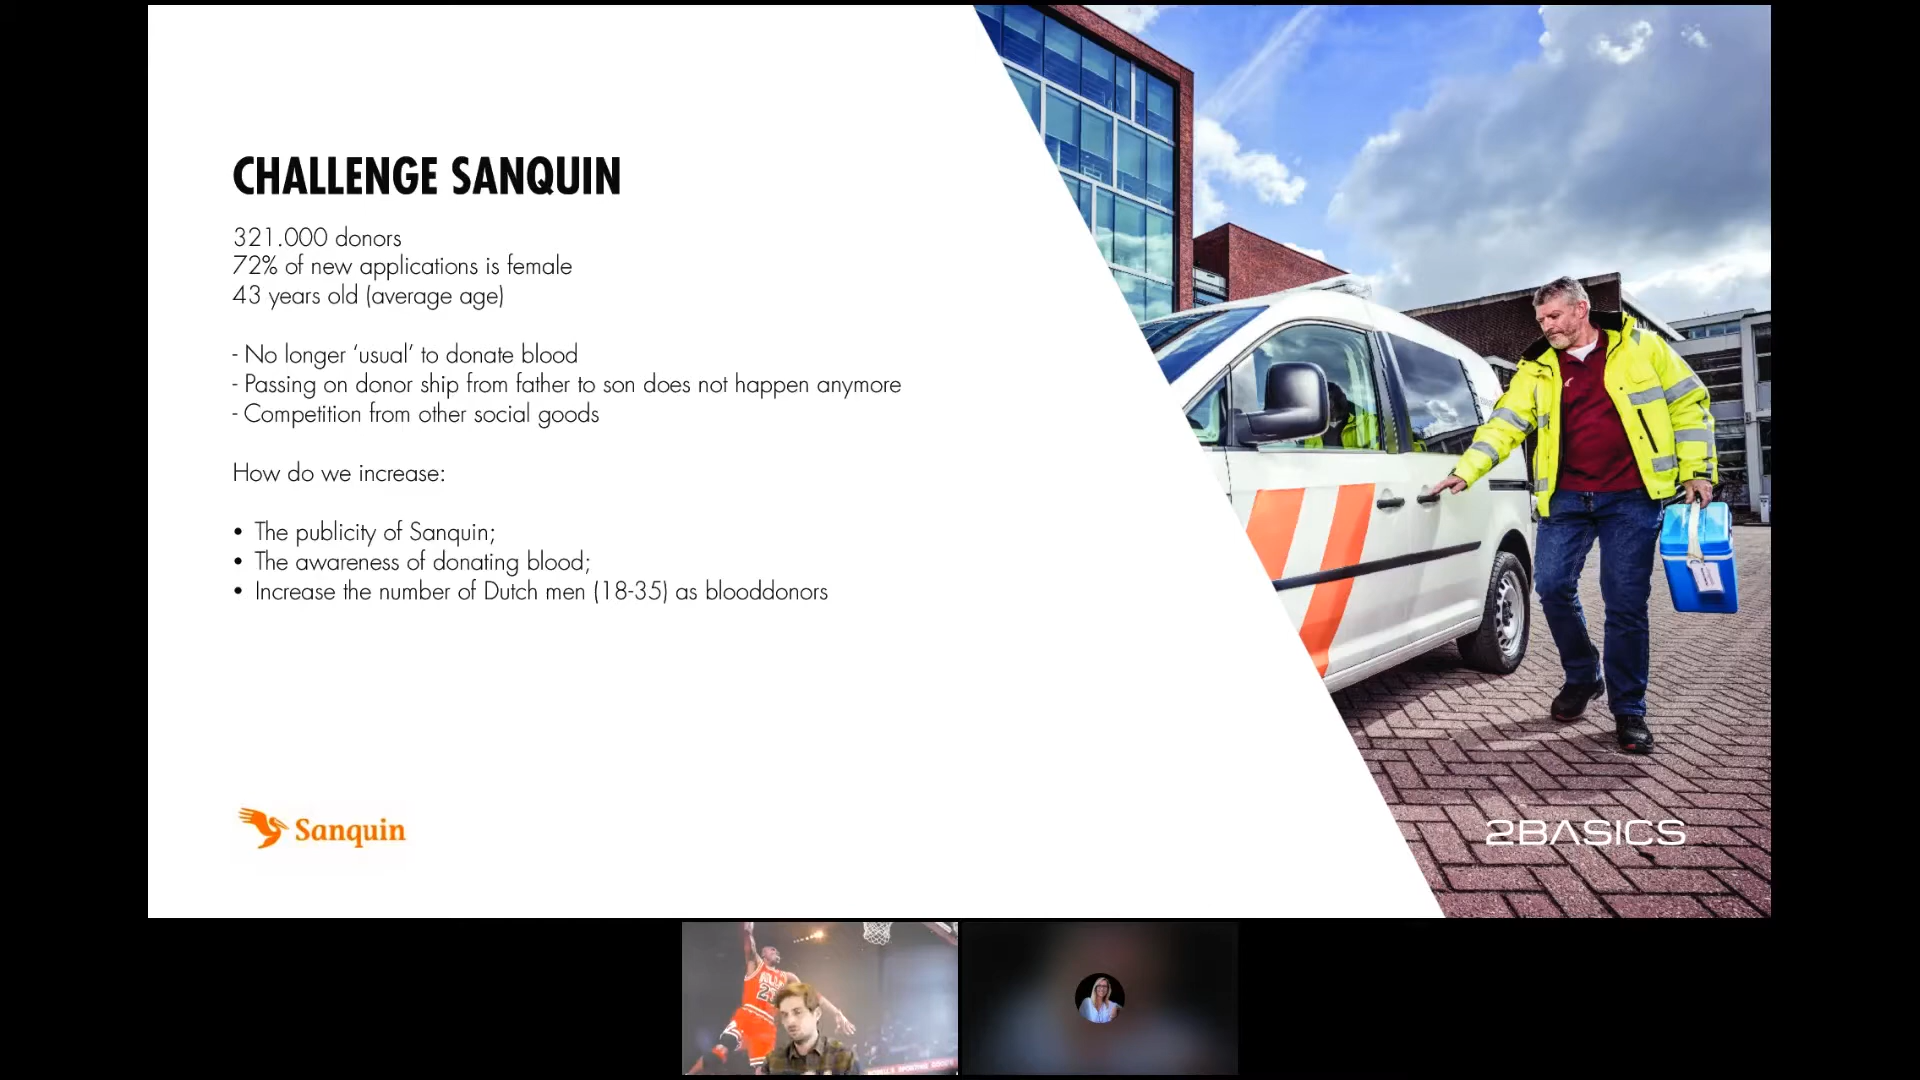 CHALLENGE SANQUIN
321.000 donors
72% of new applications is female
43 years old (average age)
- No longer ‘usual’ to donate blood
- Passing on donor ship from father to son does not happen anymore
- Competition from other social goods
How do we increase:
• The publicity of Sanquin;
• The awareness of donating blood;
• Increase the number of Dutch men (18-35) as blooddonors
Sanquin
2BASICS